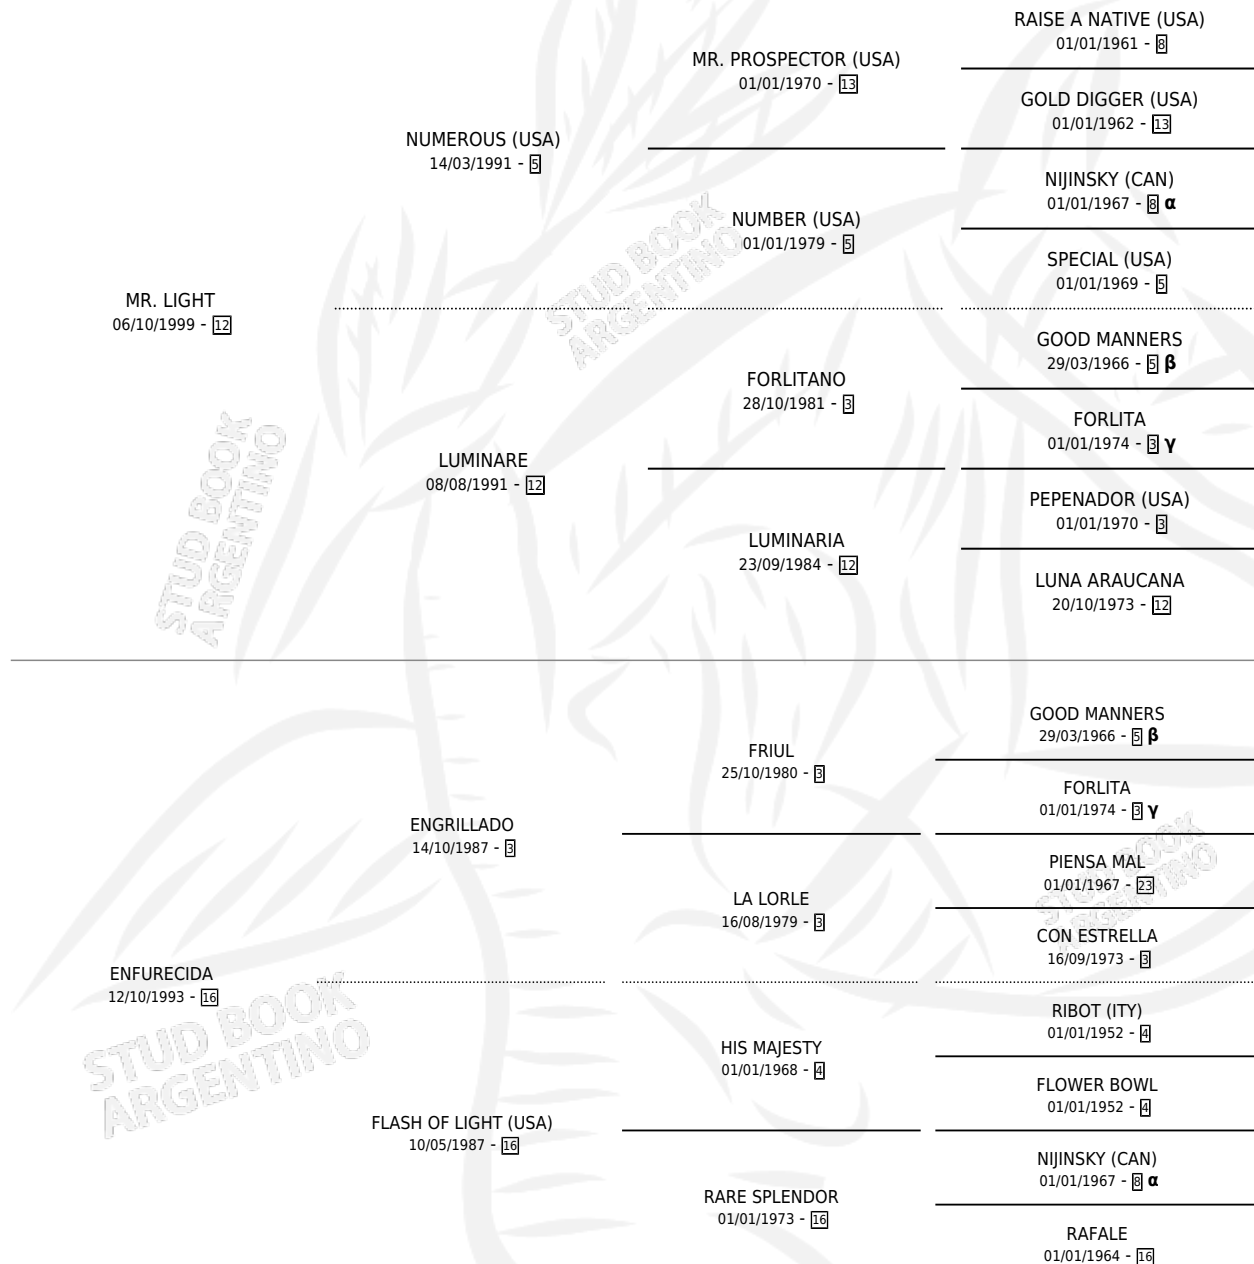 RAISE A NATIVE (USA)
01/01/1961 - 8
MR. PROSPECTOR (USA)
01/01/1970 - 13
GOLD DIGGER (USA)
01/01/1962 - 13
NUMEROUS (USA)
14/03/1991 - 5
NIJINSKY (CAN)
01/01/1967 - 8 α
NUMBER (USA)
01/01/1979 - 5
SPECIAL (USA)
01/01/1969 - 5
MR. LIGHT
06/10/1999 - 12
GOOD MANNERS
29/03/1966 - 5 β
FORLITANO
28/10/1981 - 3
FORLITA
01/01/1974 - 3 γ
LUMINARE
08/08/1991 - 12
PEPENADOR (USA)
01/01/1970 - 3
LUMINARIA
23/09/1984 - 12
LUNA ARAUCANA
20/10/1973 - 12
GOOD MANNERS
29/03/1966 - 5 β
FRIUL
25/10/1980 - 3
FORLITA
01/01/1974 - 3 γ
ENGRILLADO
14/10/1987 - 3
PIENSA MAL
01/01/1967 - 23
LA LORLE
16/08/1979 - 3
CON ESTRELLA
16/09/1973 - 3
ENFURECIDA
12/10/1993 - 16
RIBOT (ITY)
01/01/1952 - 4
HIS MAJESTY
01/01/1968 - 4
FLOWER BOWL
01/01/1952 - 4
FLASH OF LIGHT (USA)
10/05/1987 - 16
NIJINSKY (CAN)
01/01/1967 - 8 α
RARE SPLENDOR
01/01/1973 - 16
RAFALE
01/01/1964 - 16
STUD BOOK
ARGENTINO
STUD BOOK
ARGENTINO
STUD BOOK
ARGENTINO
STUD BOOK
ARGENTINO